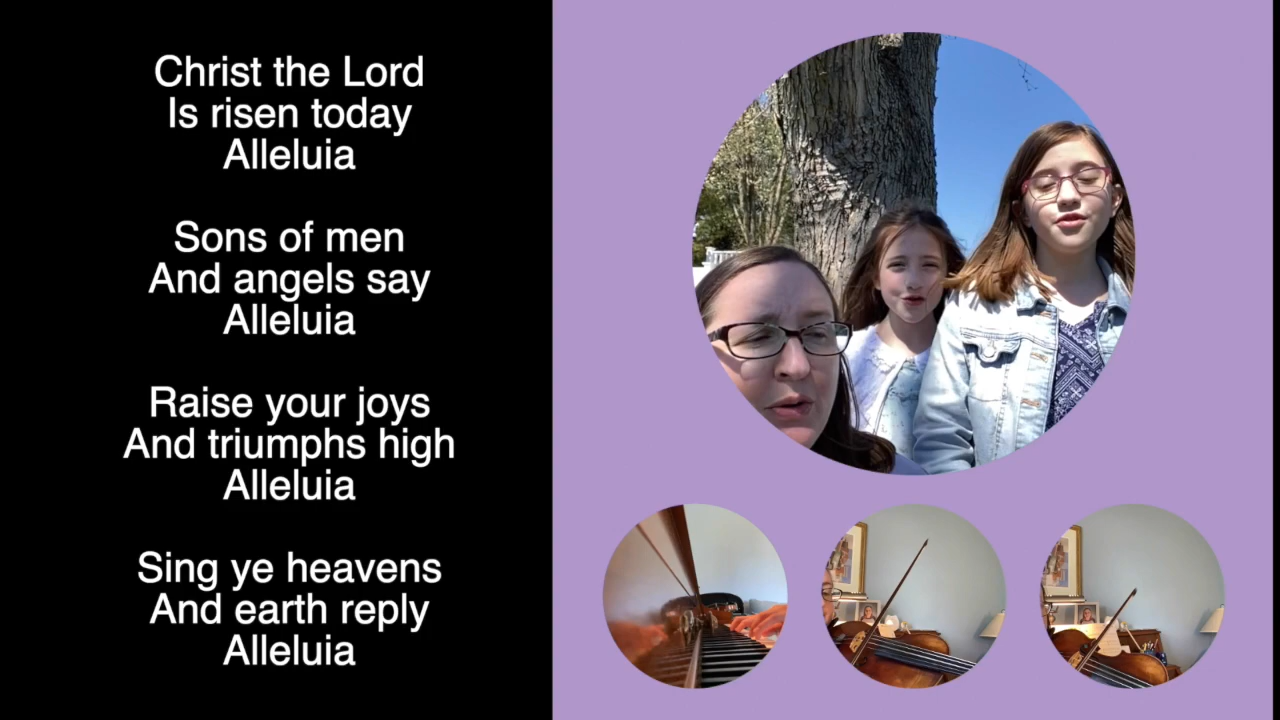 Christ the Lord
Is risen today
Alleluia
Sons of men
And angels say
Alleluia
Raise your joys
And triumphs high
Alleluia
Sing ye heavens
And earth reply
Alleluia